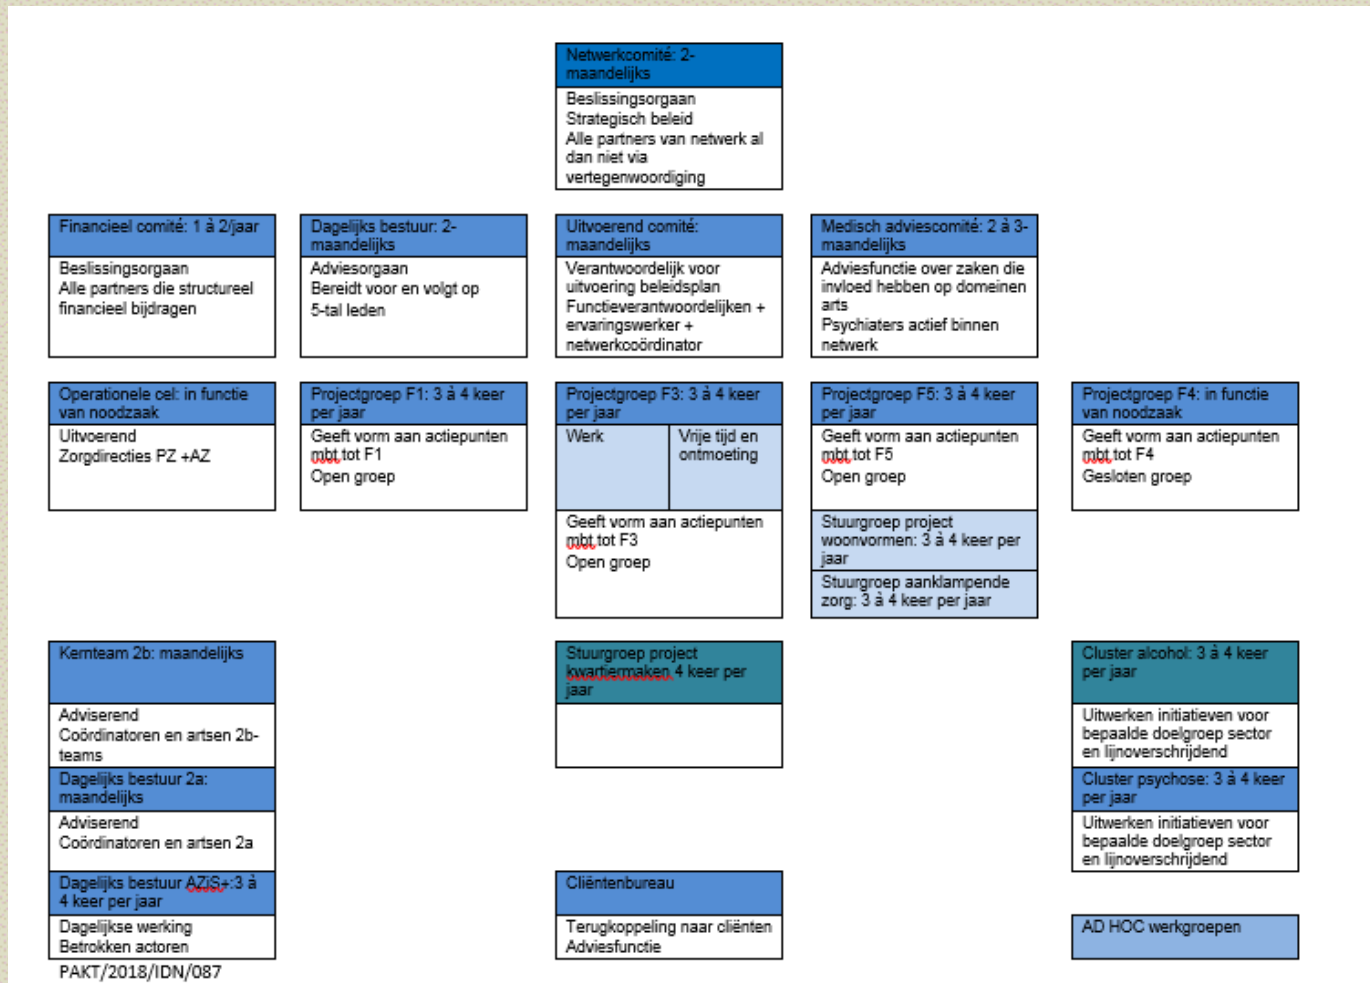 Netwerkcomité: 2-
maandelijks
Beslissingsorgaan
Strategisch beleid
Alle partners van netwerk al
dan niet via
vertegenwoordiging
Financieel comité: 1 à 2/jaar
Beslissingsorgaan
Alle partners die structureel
financieel bijdragen
Dagelijks bestuur: 2-
maandelijks
Adviesorgaan
Bereidt voor en volgt op
5-tal leden
Uitvoerend comité:
maandelijks
Verantwoordelijk voor
uitvoering beleidsplan
Functieverantwoordelijken +
ervaringswerker +
netwerkcoördinator
Medisch adviescomité: 2 à 3-
maandelijks
Adviesfunctie over zaken die
invloed hebben op domeinen
arts
Psychiaters actief binnen
netwerk
Operationele cel: in functie
van noodzaak
Uitvoerend
Zorgdirecties PZ +AZ
Projectgroep F1: 3 à 4 keer
per jaar
Geeft vorm aan actiepunten
mbt tot F1
Open groep
Projectgroep F3: 3 à 4 keer
per jaar
Werk
Vrije tijd en
ontmoeting
Geeft vorm aan actiepunten
mbt tot F3
Open groep
Projectgroep F5: 3 à 4 keer
per jaar
Geeft vorm aan actiepunten
mbt tot F5
Open groep
Stuurgroep project
woonvormen: 3 à 4 keer per
jaar
Stuurgroep aanklampende
zorg: 3 à 4 keer per jaar
Projectgroep F4: in functie
van noodzaak
Geeft vorm aan actiepunten
mbt tot F4
Gesloten groep
Kernteam 2b: maandelijks
Adviserend
Coördinatoren en artsen 2b-
teams
Dagelijks bestuur 2a:
maandelijks
Adviserend
Coördinatoren en artsen 2a
Dagelijks bestuur AZiS+:3 à
4 keer per jaar
Dagelijkse werking
Betrokken actoren
Stuurgroep project
kwartiermaken 4 keer per
jaar
Cliëntenbureau
Terugkoppeling naar cliënten
Adviesfunctie
Cluster alcohol: 3 à 4 keer
per jaar
Uitwerken initiatieven voor
bepaalde doelgroep sector
en lijnoverschrijdend
Cluster psychose: 3 à 4 keer
per jaar
Uitwerken initiatieven voor
bepaalde doelgroep sector
en lijnoverschrijdend
AD HOC werkgroepen
PAKT/2018/IDN/087